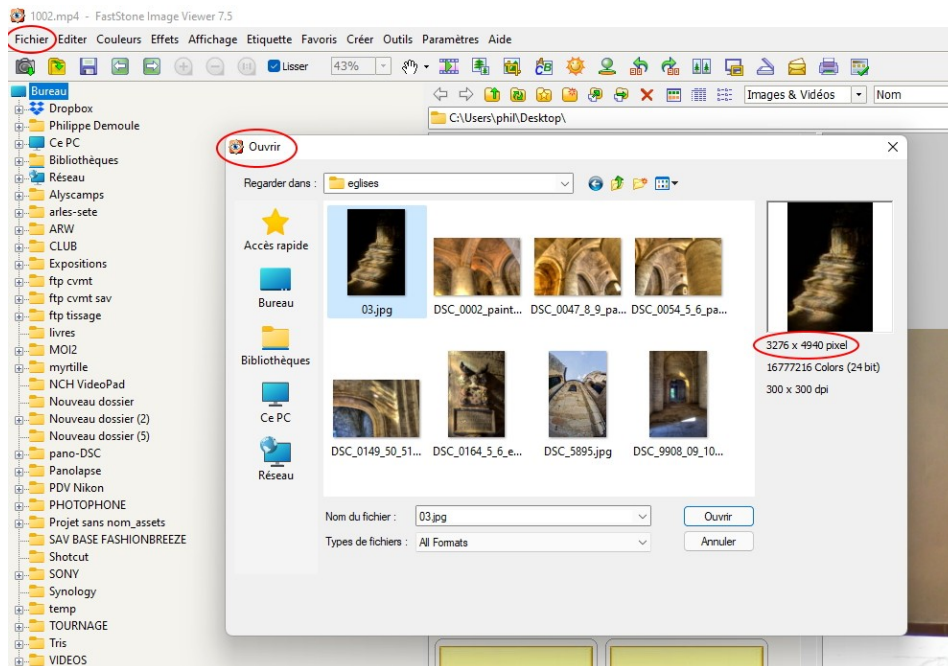 1002.mp4 - FastStone Image Viewer 7.5
Fichier Editer Couleurs Effets Affichage Etiquette Favoris Créer Outils Paramètres Aide
Lisser 43%
Bureau
Dropbox
Philippe Demoule
Ce PC
Bibliothèques
Réseau
Alyscamps
arles-sete
ARW
CLUB
Expositions
ftp cvmt
ftp cvmt sav
ftp tissage
livres
MOI2
myrtille
NCH VideoPad
Nouveau dossier
Nouveau dossier (2)
Nouveau dossier (5)
pano-DSC
Panolapse
PDV Nikon
PHOTOPHONE
Projet sans nom_assets
SAV BASE FASHIONBREEZE
Shotcut
SONY
Synology
temp
TOURNAGE
Tris
VIDEOS
Images & Vidéos Nom
C:\Users\phil\Desktop\
Ouvrir
Regarder dans : eglises
Accès rapide
Bureau
Bibliothèques
Ce PC
Réseau
03.jpg DSC_0002_paint... DSC_0047_8_9_pa... DSC_0054_5_6_pa...
DSC_0149_50_51... DSC_0164_5_6_e... DSC_5895.jpg DSC_9908_09_10...
3276 x 4940 pixel
16777216 Colors (24 bit)
300 x 300 dpi
Nom du fichier : 03.jpg Ouvrir
Types de fichiers : All Formats Annuler